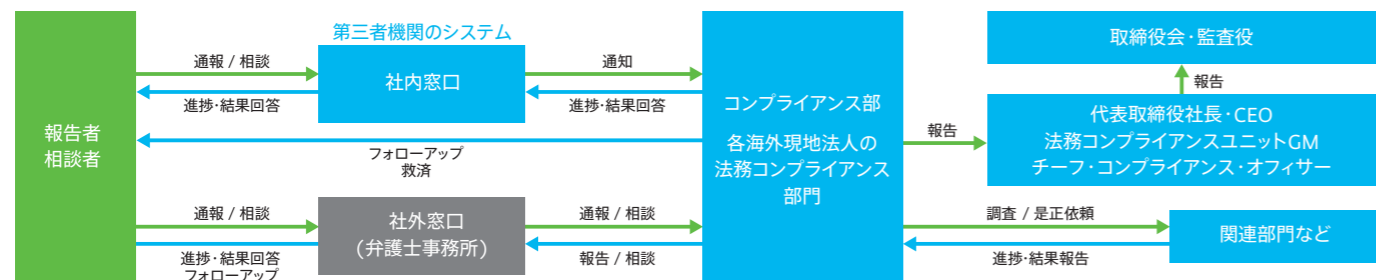 報告者
相談者
通報 / 相談
進捗・結果回答
第三者機関のシステム
社内窓口
通知
進捗・結果回答
フォローアップ
救済
通報 / 相談
進捗・結果回答
フォローアップ
社外窓口
(弁護士事務所)
通報 / 相談
報告 / 相談
コンプライアンス部
各海外現地法人の
法務コンプライアンス
部門
報告
取締役会・監査役
報告
代表取締役社長・CEO
法務コンプライアンスユニットGM
チーフ・コンプライアンス・オフィサー
調査 / 是正依頼
進捗・結果報告
関連部門など